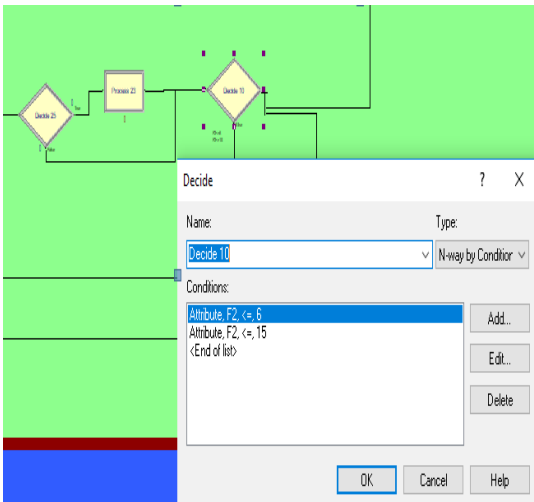 Decide 25
Process 23
Decide 10
Decide
?
X
Name:
Type:
Decide 10
N-way by Condition
Conditions:
Attribute, F2, <=, 6
Attribute, F2, <=, 15
<End of list>
Add...
Edit...
Delete
OK
Cancel
Help